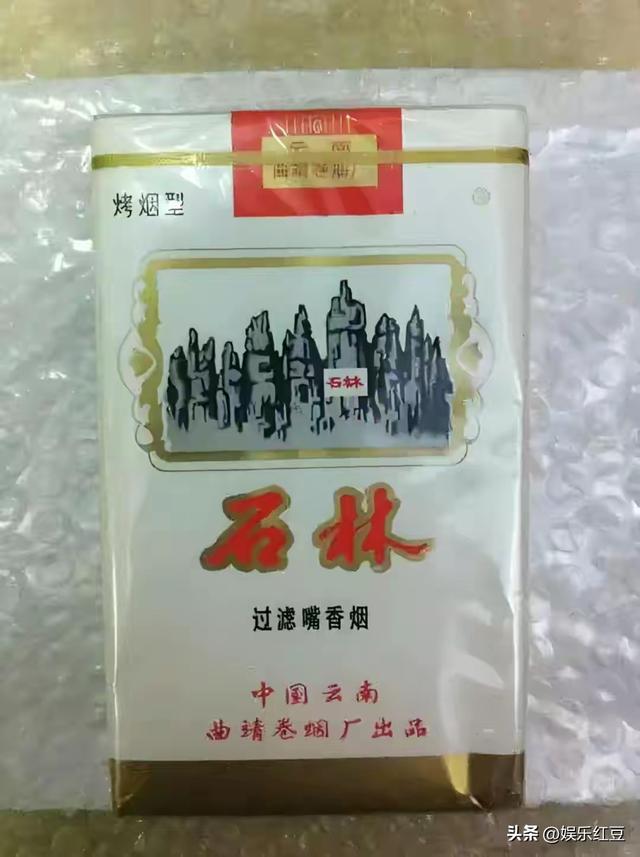 云南
曲靖卷烟厂
烤烟型
石林
石林
过滤嘴香烟
中国云南
曲靖卷烟厂出品
头条 @娱乐红豆